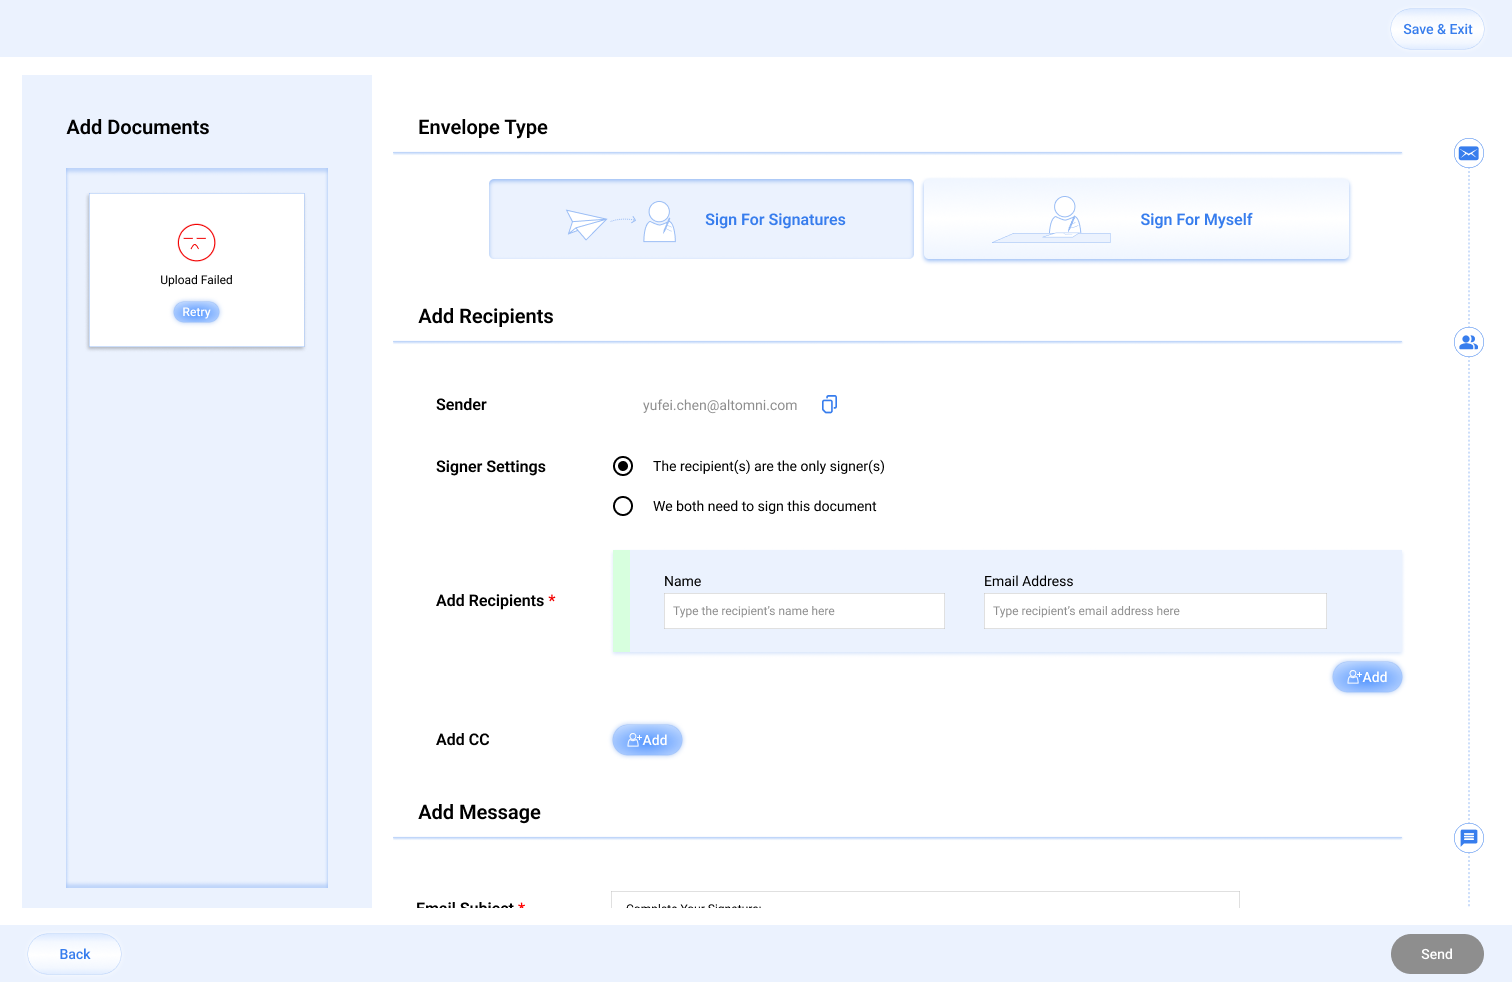 Save & Exit
Add Documents
Upload Failed
Retry
Envelope Type
Sign For Signatures
Sign For Myself
Add Recipients
Sender
yufei.chen@altomni.com
Signer Settings
The recipient(s) are the only signer(s)
We both need to sign this document
Add Recipients *
Name
Type the recipient's name here
Email Address
Type recipient's email address here
Add
Add CC
Add
Add Message
Email Subject *
Complete Your Signature:
Back
Send